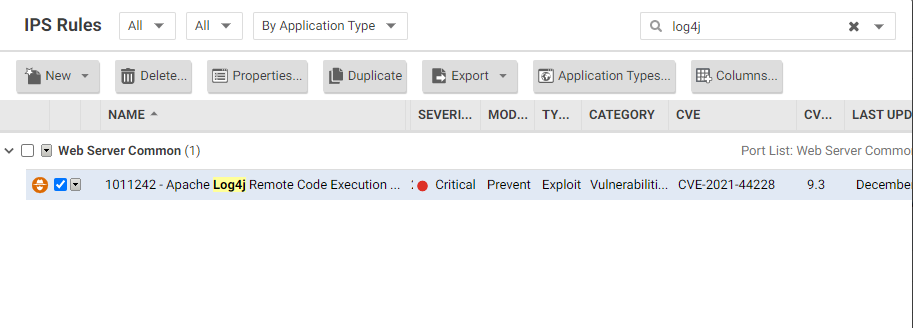 IPS Rules All All By Application Type log4j
New Delete... Properties... Duplicate Export Application Types... Columns...
NAME SEVERI... MOD... TY... CATEGORY CVE CV... LAST UPD
Web Server Common (1) Port List: Web Server Commo
1011242 - Apache Log4j Remote Code Execution ... Critical Prevent Exploit Vulnerabiliti... CVE-2021-44228 9.3 December